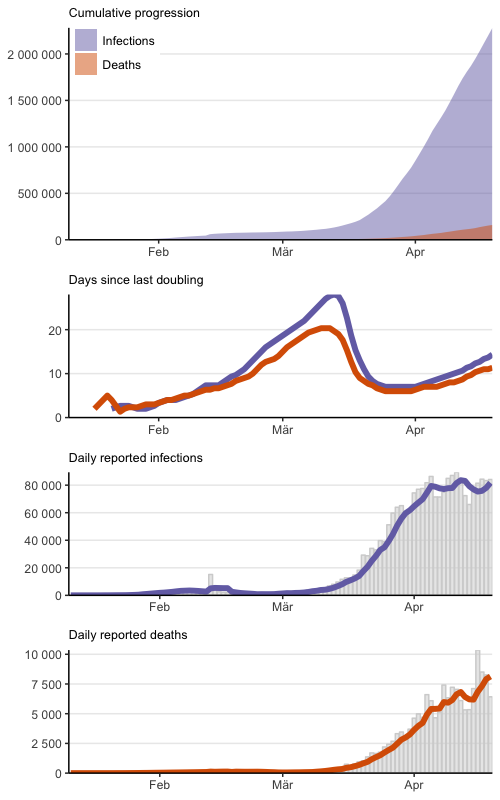 Cumulative progression
2 000 000
1 500 000
1 000 000
500 000
0
Infections
Deaths
Feb Mär Apr
Days since last doubling
20
10
0
Feb Mär Apr
Daily reported infections
80 000
60 000
40 000
20 000
0
Feb Mär Apr
Daily reported deaths
10 000
7 500
5 000
2 500
0
Feb Mär Apr